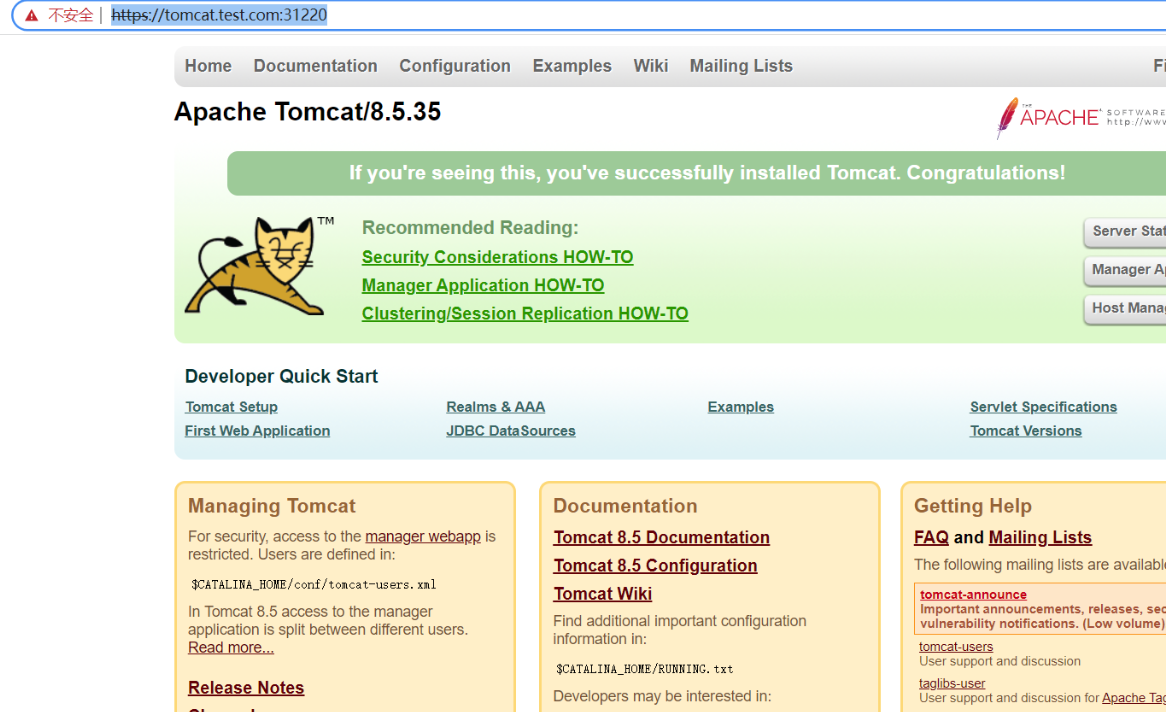 不安全 | https://tomcat.test.com:31220
Home Documentation Configuration Examples Wiki Mailing Lists Fi
Apache Tomcat/8.5.35
THE APACHE SOFTWARE
http://ww
If you're seeing this, you've successfully installed Tomcat. Congratulations!
TM
Recommended Reading:
Security Considerations HOW-TO
Manager Application HOW-TO
Clustering/Session Replication HOW-TO
Server Stat
Manager Ap
Host Manag
Developer Quick Start
Tomcat Setup
First Web Application
Realms & AAA
JDBC DataSources
Examples
Servlet Specifications
Tomcat Versions
Managing Tomcat
For security, access to the manager webapp is
restricted. Users are defined in:
$CATALINA_HOME/conf/tomcat-users.xml
In Tomcat 8.5 access to the manager
application is split between different users.
Read more...
Release Notes
Documentation
Tomcat 8.5 Documentation
Tomcat 8.5 Configuration
Tomcat Wiki
Find additional important configuration
information in:
$CATALINA_HOME/RUNNING.txt
Developers may be interested in:
Getting Help
FAQ and Mailing Lists
The following mailing lists are available
tomcat-announce
Important announcements, releases, sec
vulnerability notifications. (Low volume)
tomcat-users
User support and discussion
taglibs-user
User support and discussion for Apache Tag